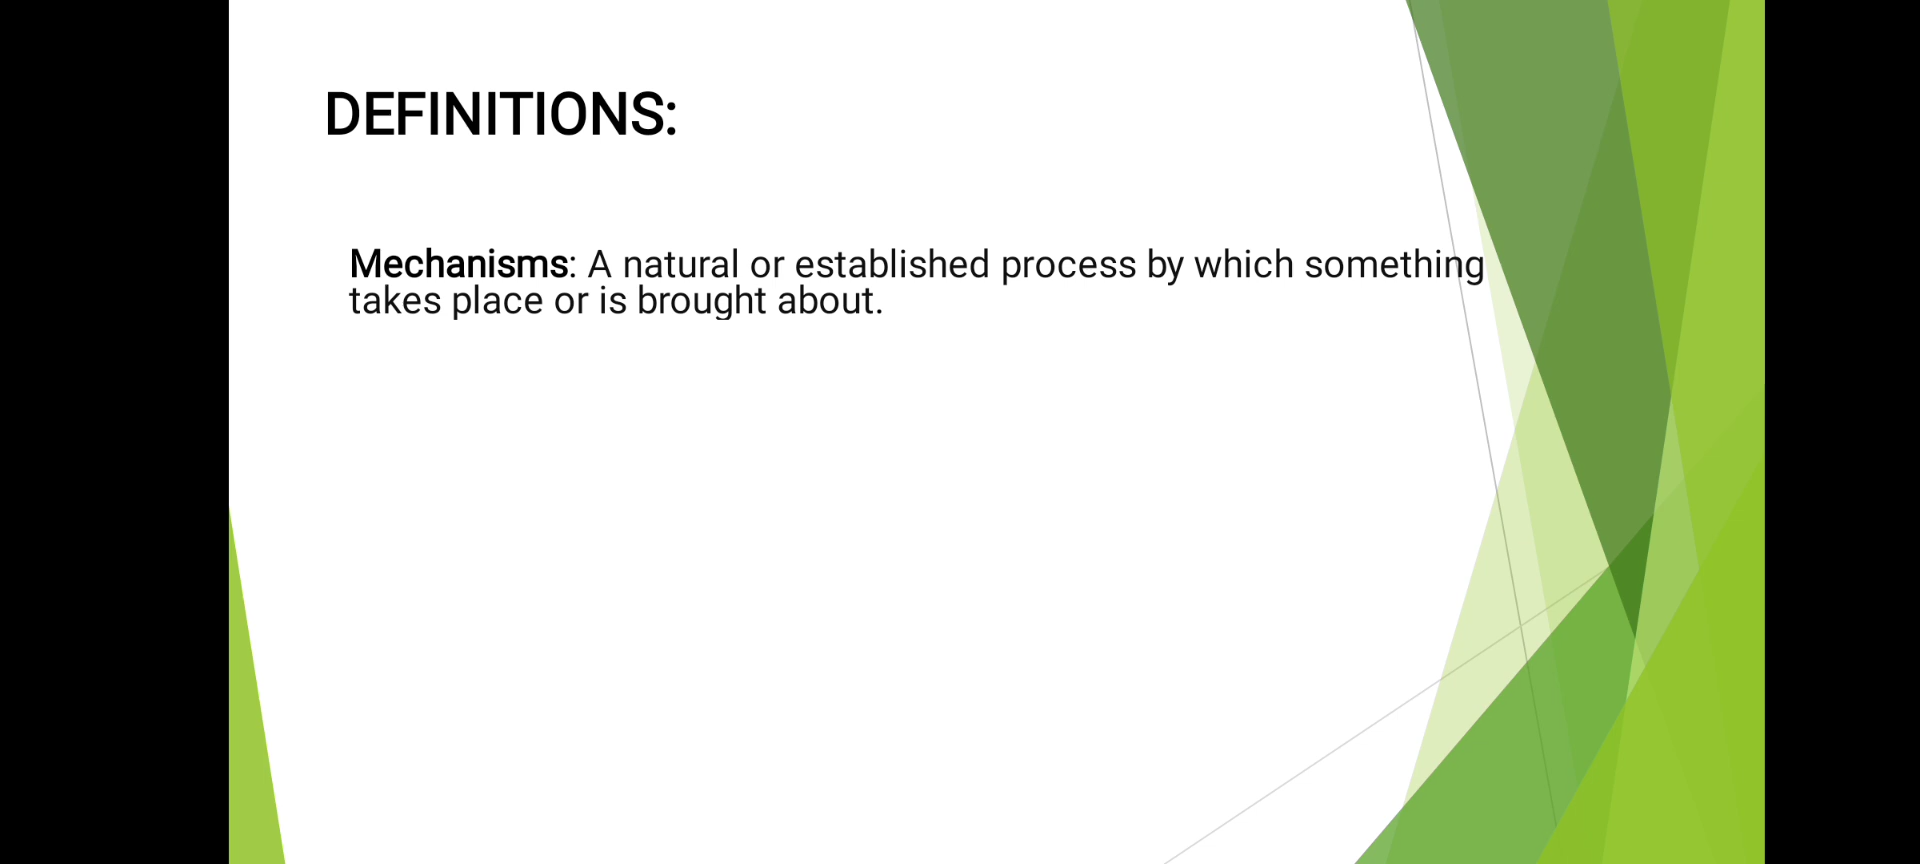 DEFINITIONS:
Mechanisms: A natural or established process by which something
takes place or is brought about.